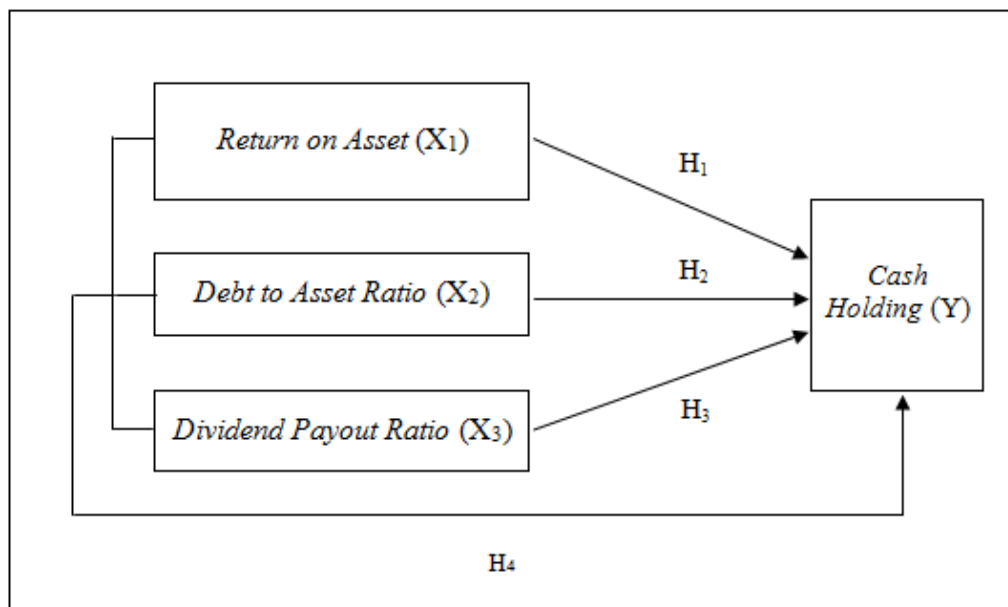 Return on Asset (X1)
H1
Debt to Asset Ratio (X2)
H2
Cash
Holding (Y)
Dividend Payout Ratio (X3)
H3
H4